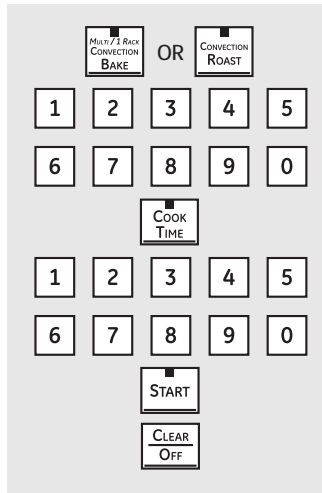 MULTI / 1 RACK
CONVECTION
BAKE
OR
CONVECTION
ROAST
1 2 3 4 5
6 7 8 9 0
COOK
TIME
1 2 3 4 5
6 7 8 9 0
START
CLEAR
OFF